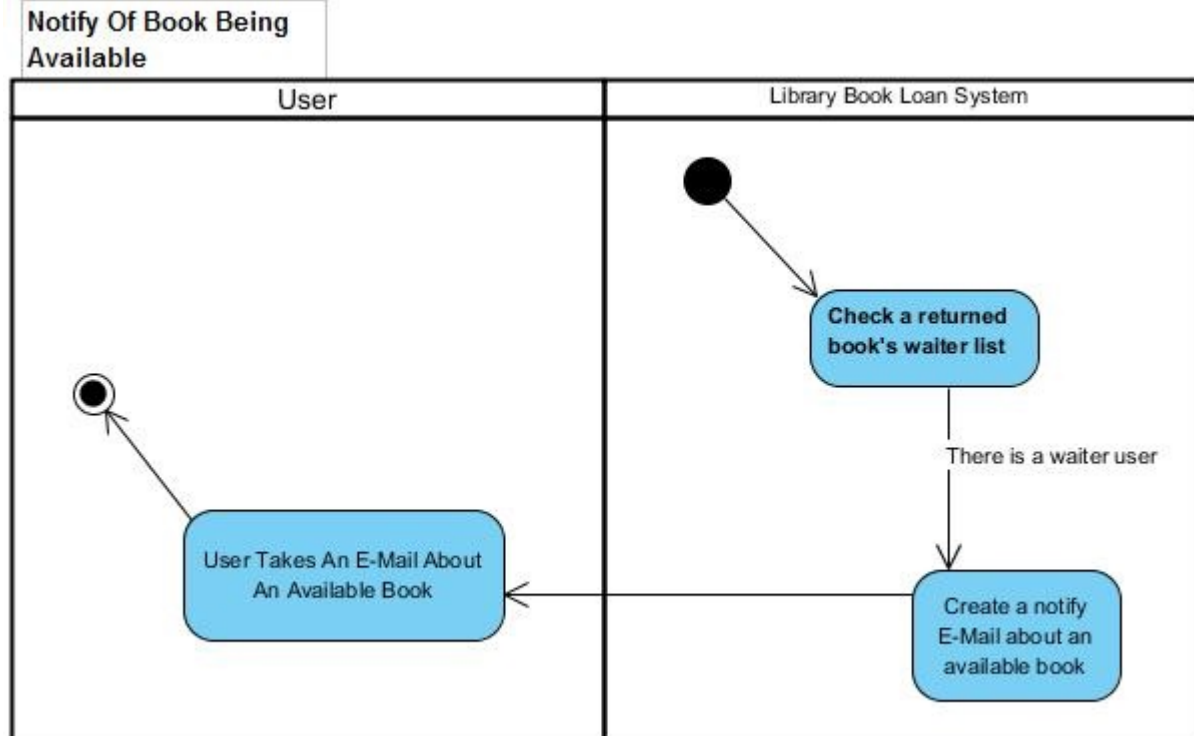 Notify Of Book Being
Available
User
Library Book Loan System
Check a returned
book's waiter list
There is a waiter user
User Takes An E-Mail About
An Available Book
Create a notify
E-Mail about an
available book